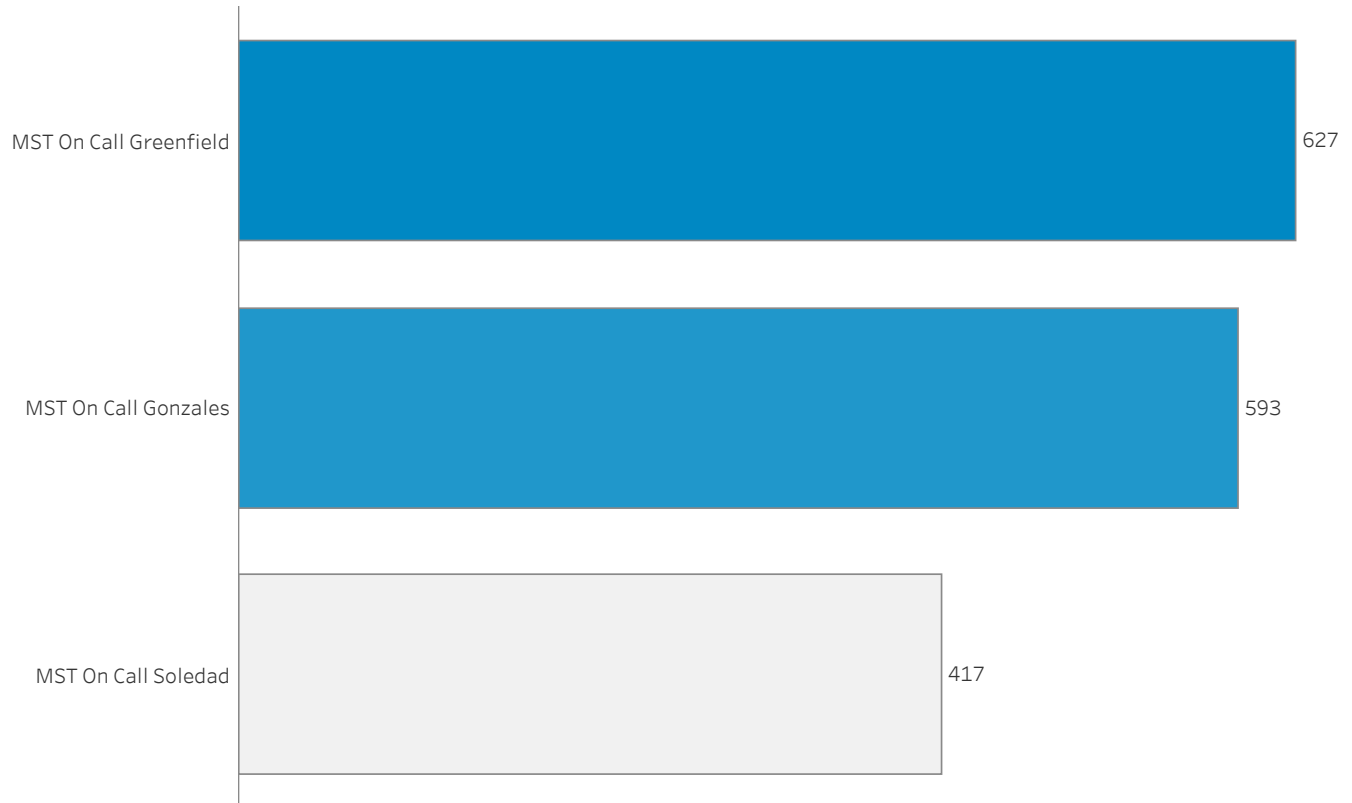 MST On Call Greenfield
627
MST On Call Gonzales
593
MST On Call Soledad
417